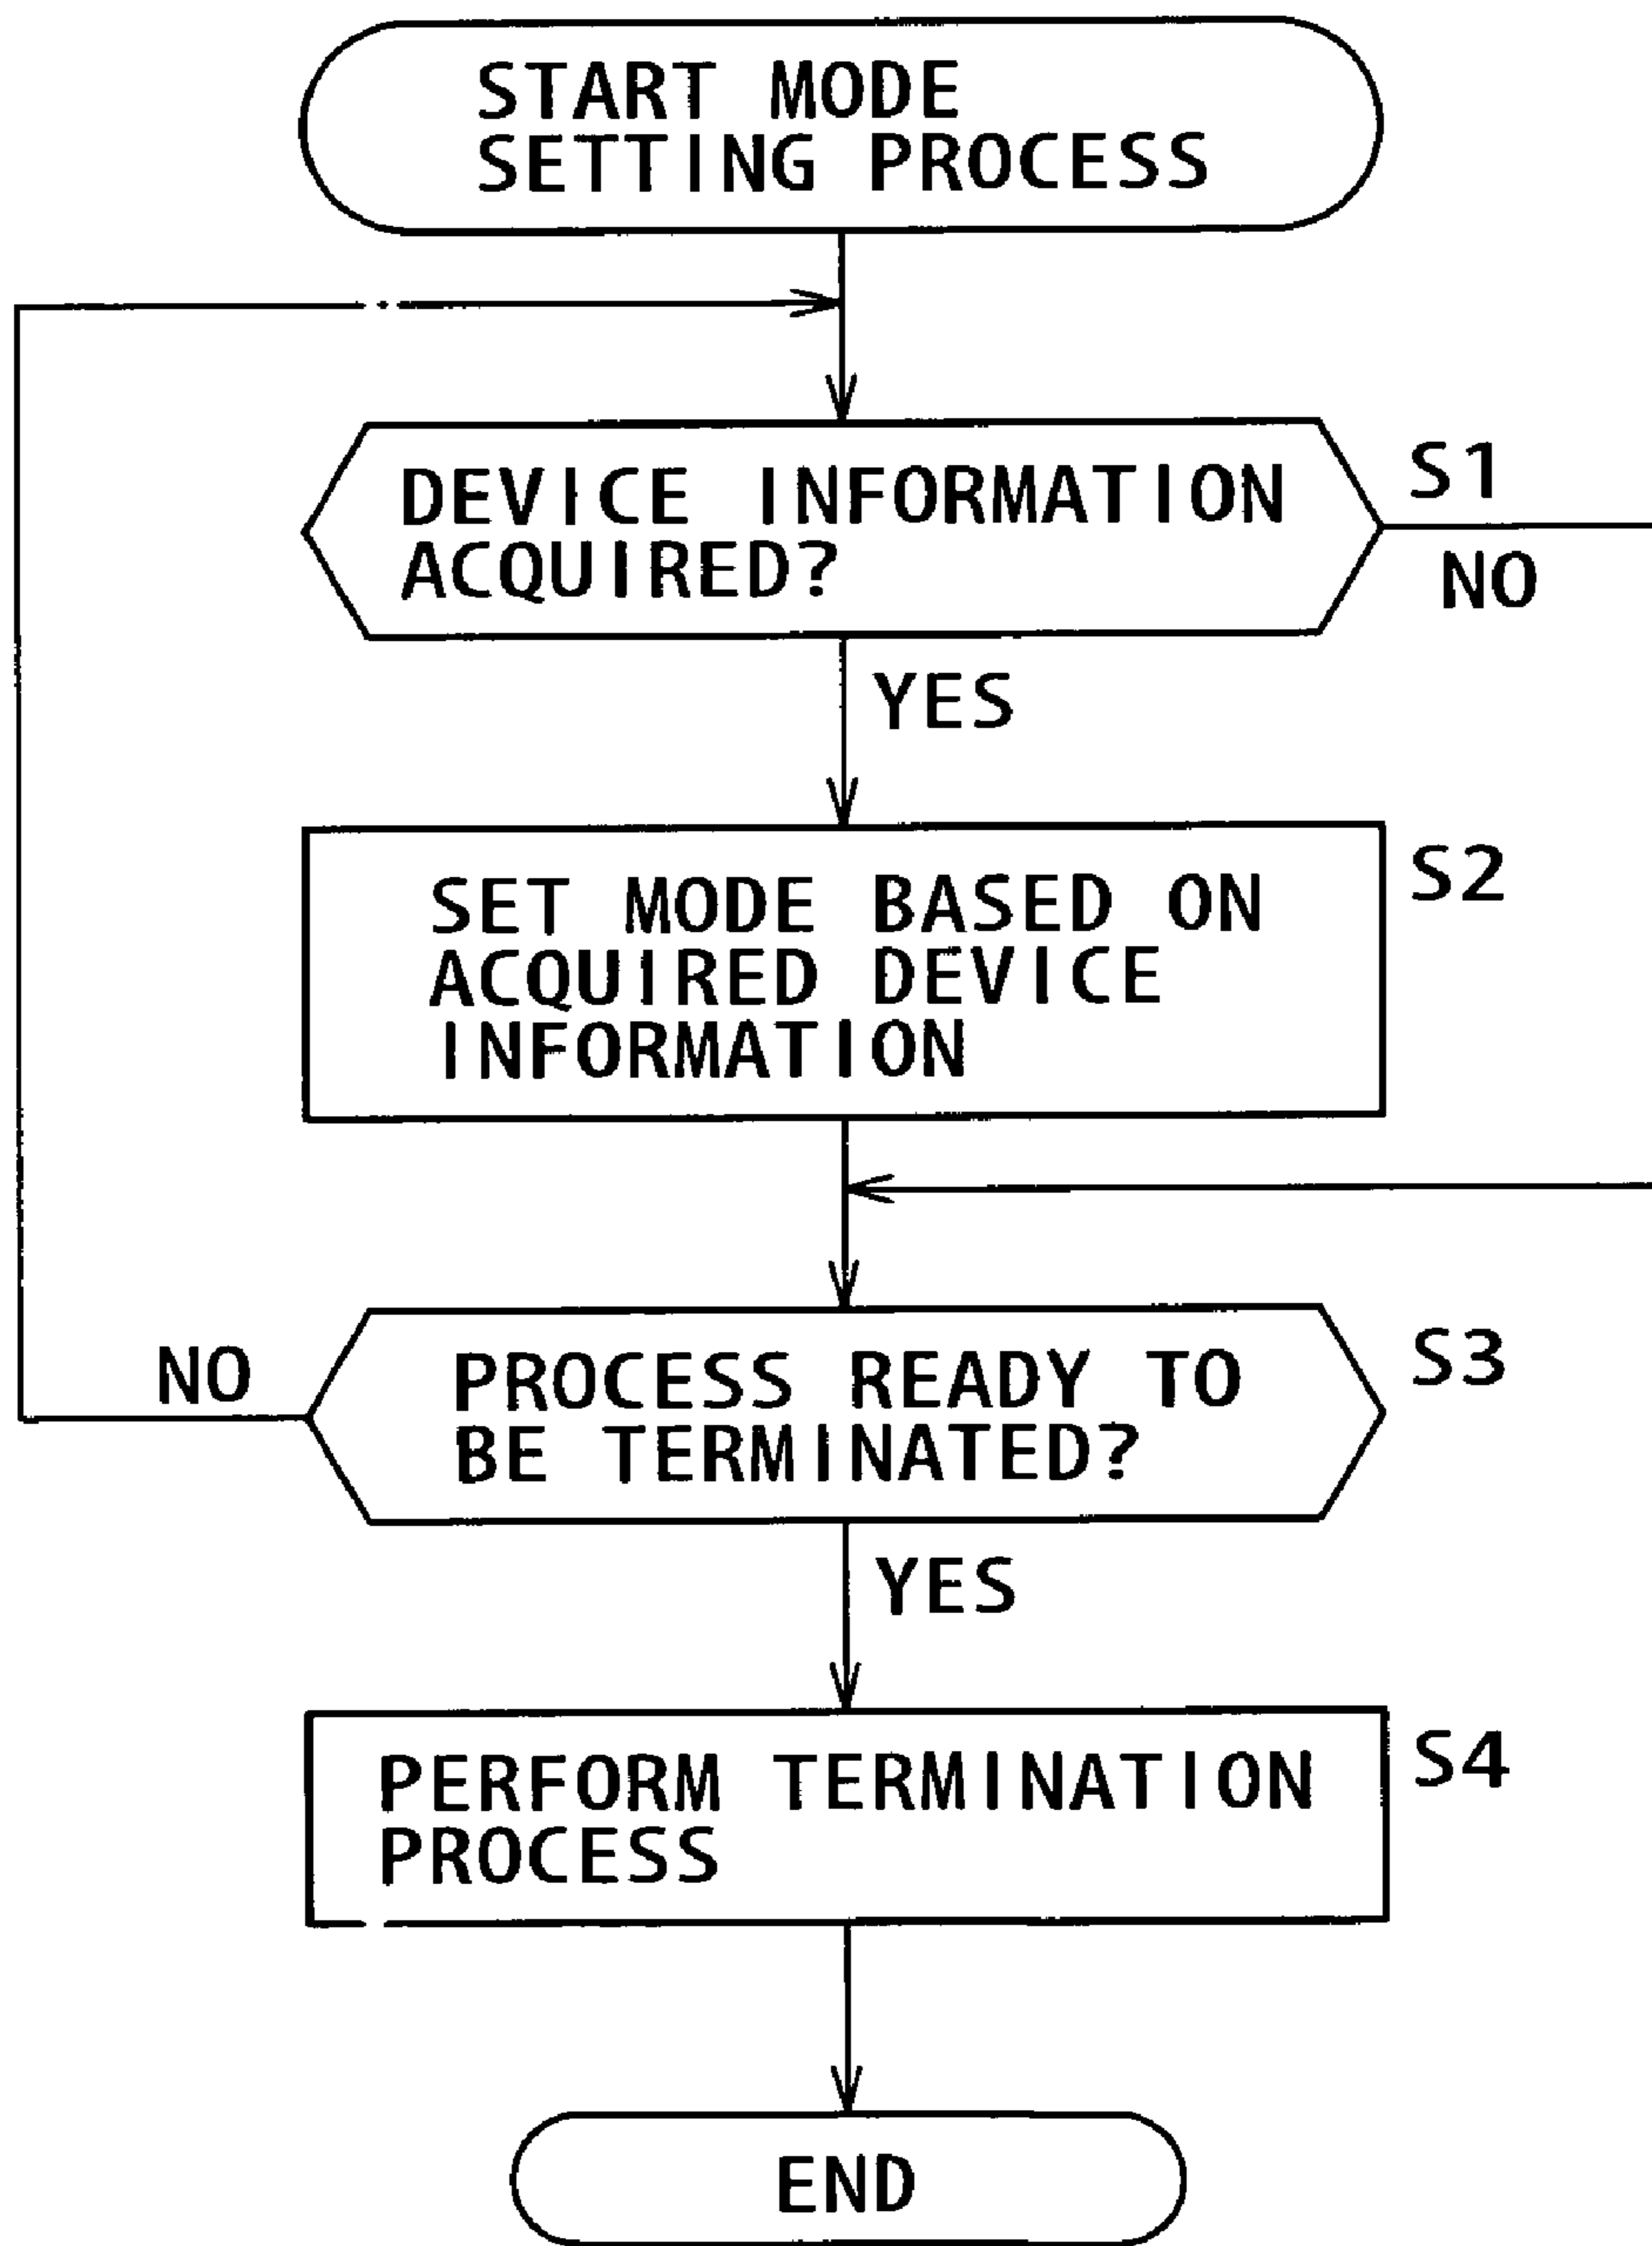 START MODE
SETTING PROCESS
DEVICE INFORMATION
ACQUIRED?
S1
NO
YES
SET MODE BASED ON
ACQUIRED DEVICE
INFORMATION
S2
PROCESS READY TO
BE TERMINATED?
S3
NO
YES
PERFORM TERMINATION
PROCESS
S4
END